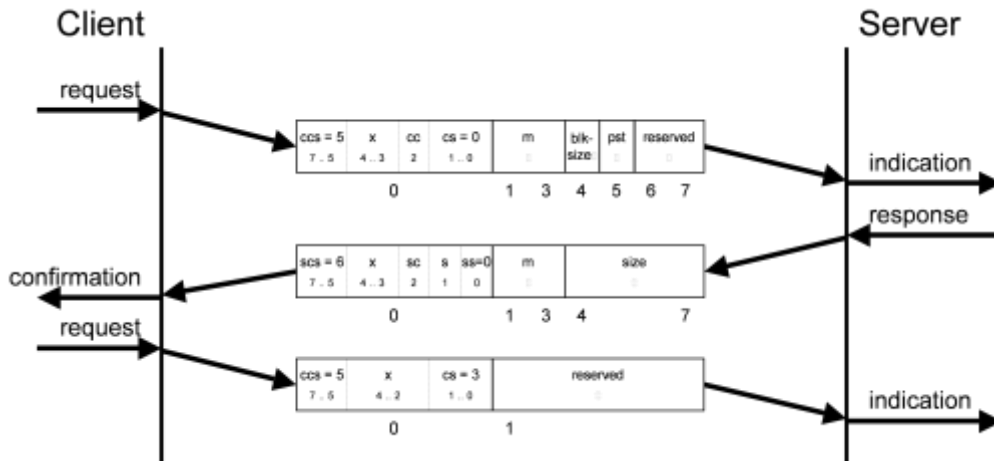 Client Server
request
ccs = 5 x cc cs = 0 m blk-size pst reserved
7 .. 5 4 .. 3 2 1 .. 0
0 1 3 4 5 6 7
indication
response
scs = 6 x sc s ss=0 m size
7 .. 5 4 .. 3 2 1 0
confirmation
0 1 3 4 7
request
ccs = 5 x cs = 3 reserved
7 .. 5 4 .. 2 1 .. 0
indication
0 1